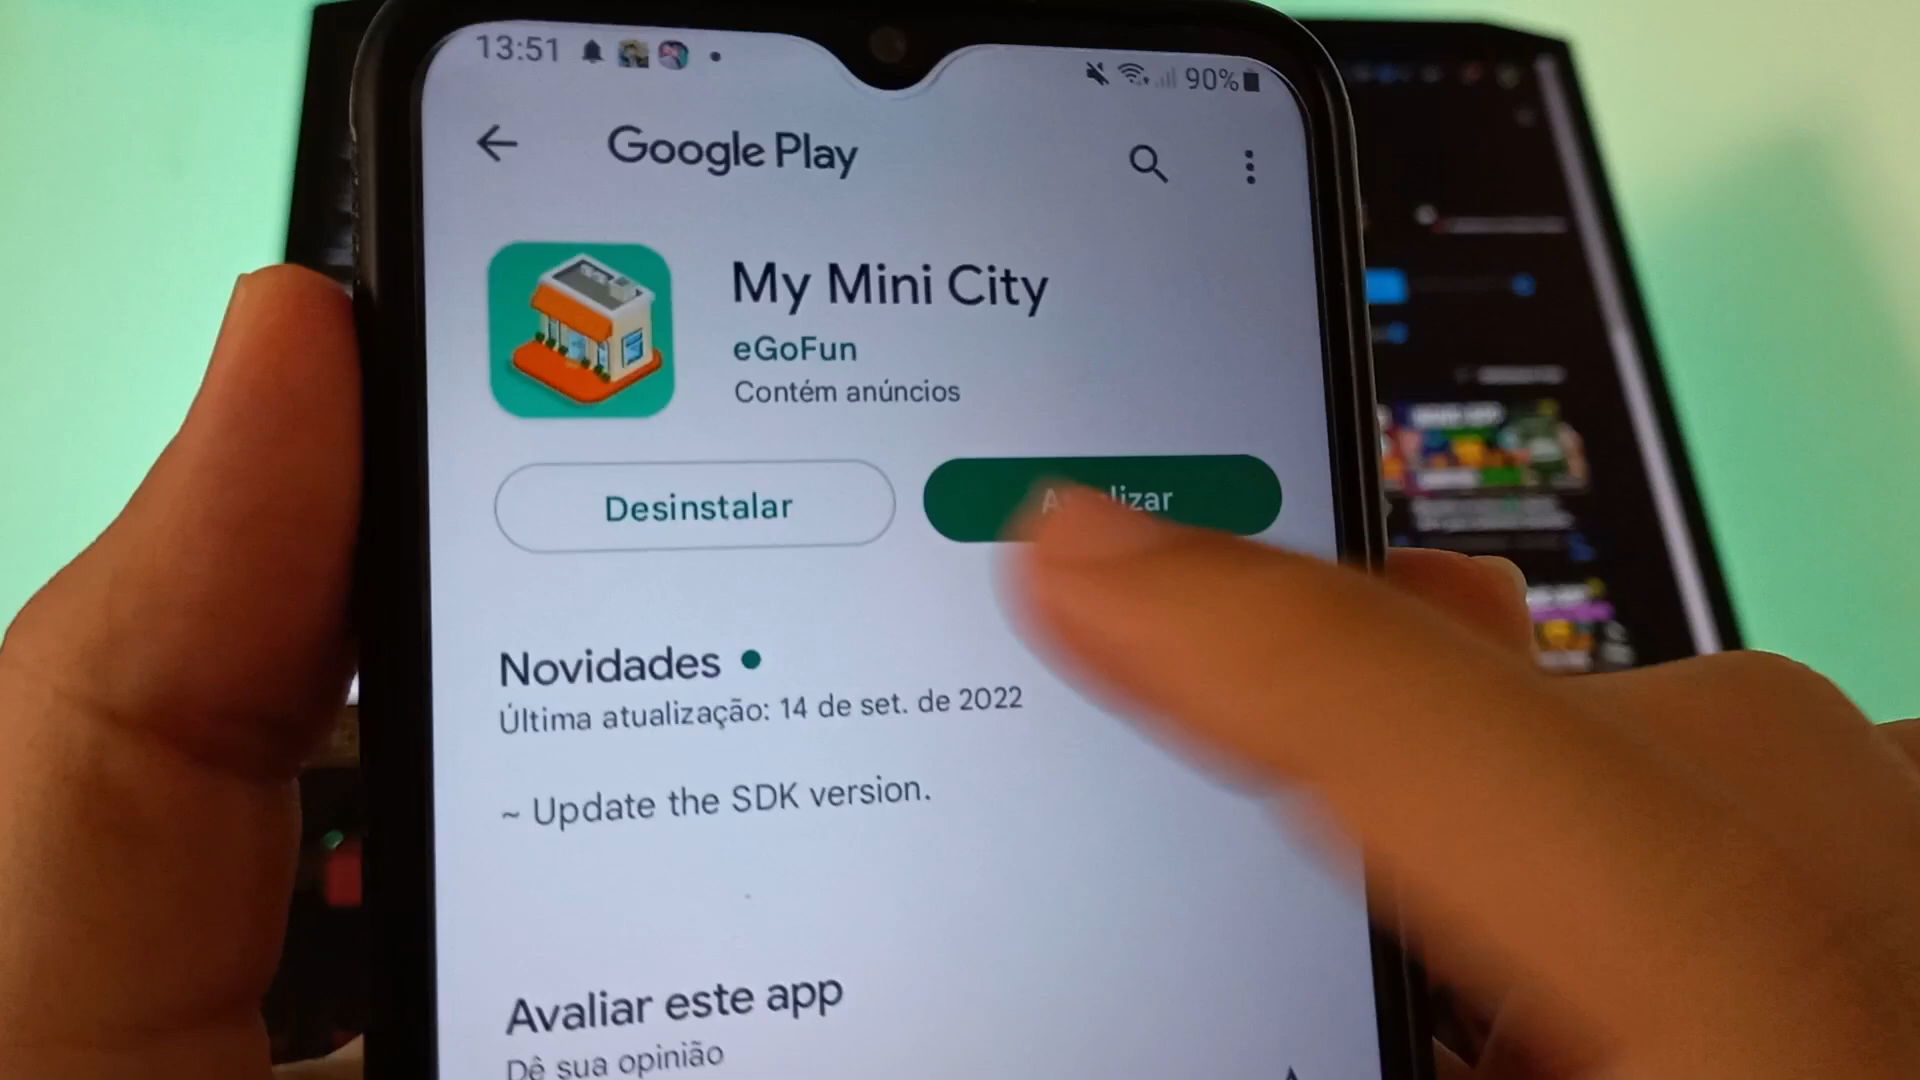 13:51
90%
Google Play
My Mini City
eGoFun
Contém anúncios
Desinstalar
Atualizar
Novidades
Última atualização: 14 de set. de 2022
~ Update the SDK version.
Avaliar este app
Dê sua opinião